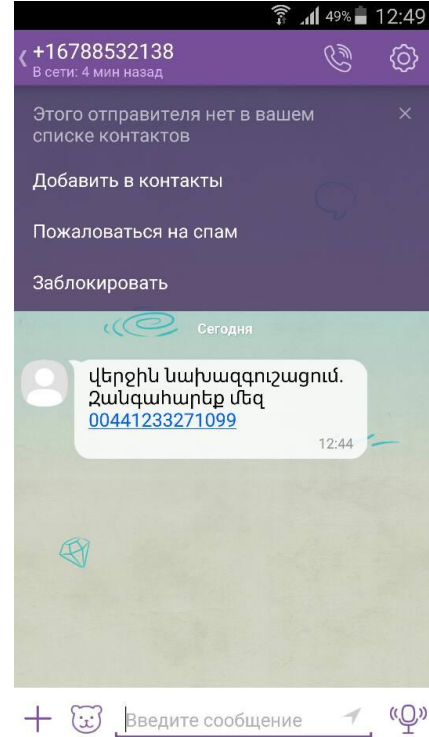 49% 12:49
+16788532138
В сети: 4 мин назад
Этого отправителя нет в вашем
списке контактов
Добавить в контакты
Пожаловаться на спам
Заблокировать
Сегодня
վերջին նախազգուշացում.
Զանգահարեք մեզ
00441233271099
12:44
Введите сообщение